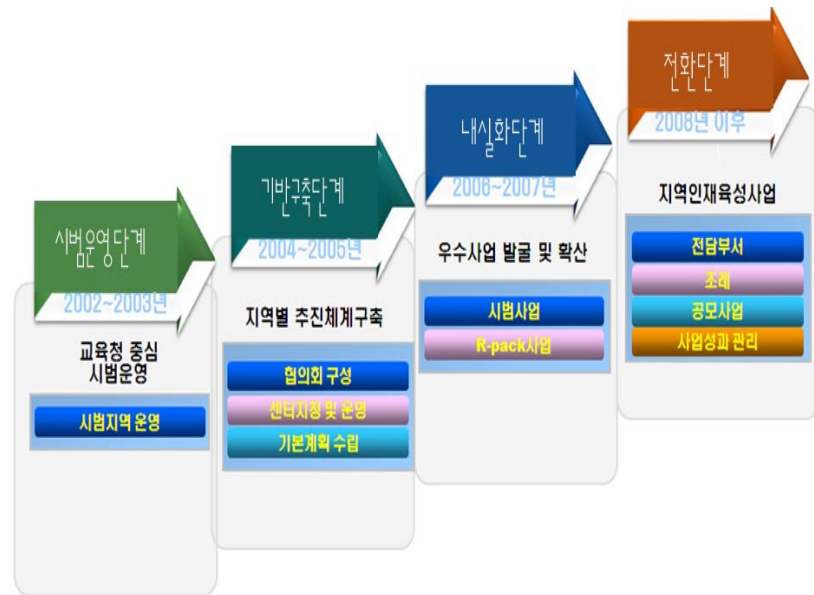 시범운영단계
2002~2003년
교육청 중심
시범운영
시범지역 운영
기반구축단계
2004~2005년
지역별 추진체계구축
협의회 구성
센터지정 및 운영
기본계획 수립
내실화단계
2006~2007년
우수사업 발굴 및 확산
시범사업
R-pack사업
전환단계
2008년 이후
지역인재육성사업
전담부서
조례
공모사업
사업성과 관리